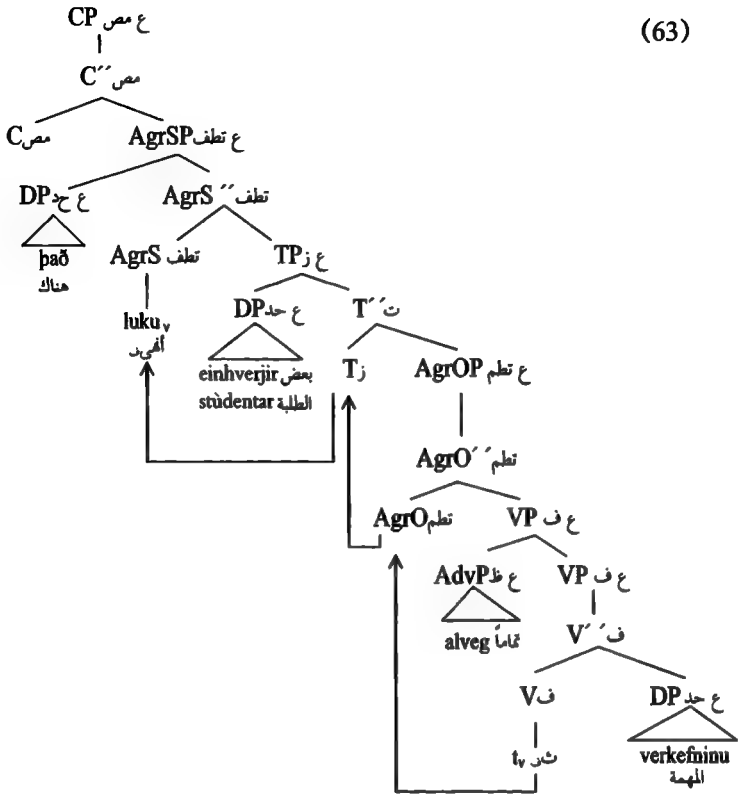 (63)
CP ع مص
C´´ مص
C مص AgrSP ع تطف
DP ع حد AgrS´´ تطف
það AgrS تطف TP ع ز
هناك
lukuᵥ DP ع حد T´´ ت
einhverjir بعض T ز AgrOP ع تطم
stùdentar الطلبة
AgrO´´ تطم
AgrO تطم VP ع ف
AdvP ع ظ VP ع ف
alveg تماماً V´´ ف
V ف DP ع حد
tᵥ verkefninu
المهمة